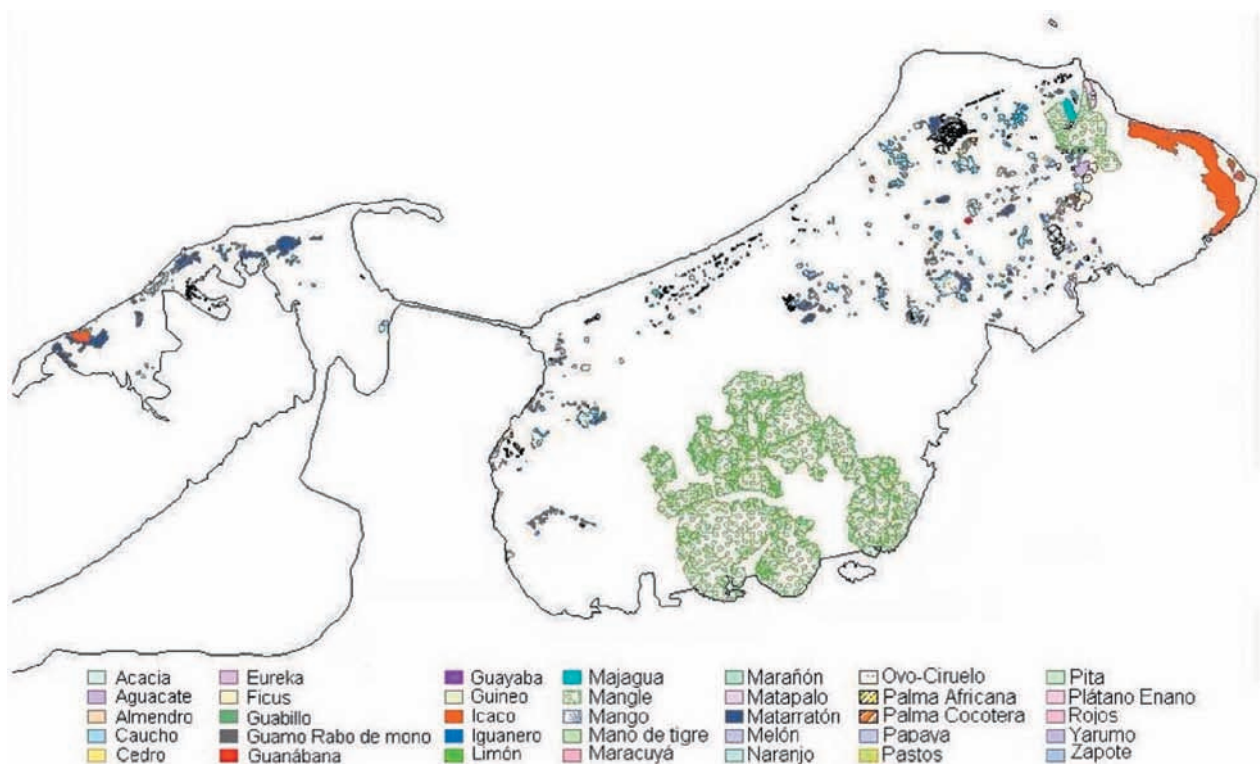 Acacia
Aguacate
Almendro
Caucho
Cedro
Eureka
Ficus
Guabillo
Guamo Rabo de mono
Guanábana
Guayaba
Guineo
Icaco
Iguanero
Limón
Majagua
Mangle
Mango
Mano de tigre
Maracuyá
Marañón
Matapalo
Matarratón
Melón
Naranjo
Ovo-Ciruelo
Palma Africana
Palma Cocotera
Papaya
Pastos
Pita
Plátano Enano
Rojos
Yarumo
Zapote